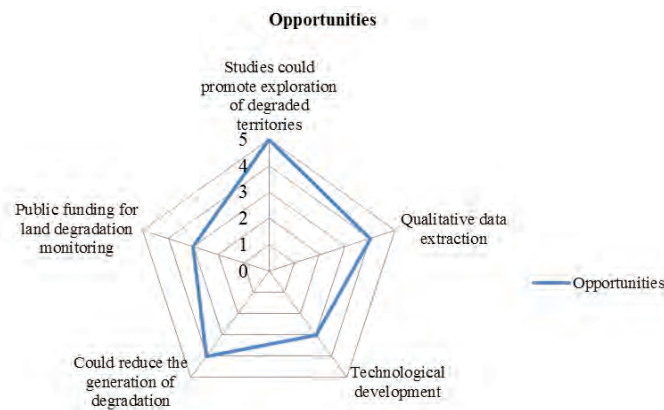 Opportunities
Studies could
promote exploration
of degraded
territories
5
4
3
2
1
0
Public funding for
land degradation
monitoring
Qualitative data
extraction
Opportunities
Could reduce the
generation of
degradation
Technological
development